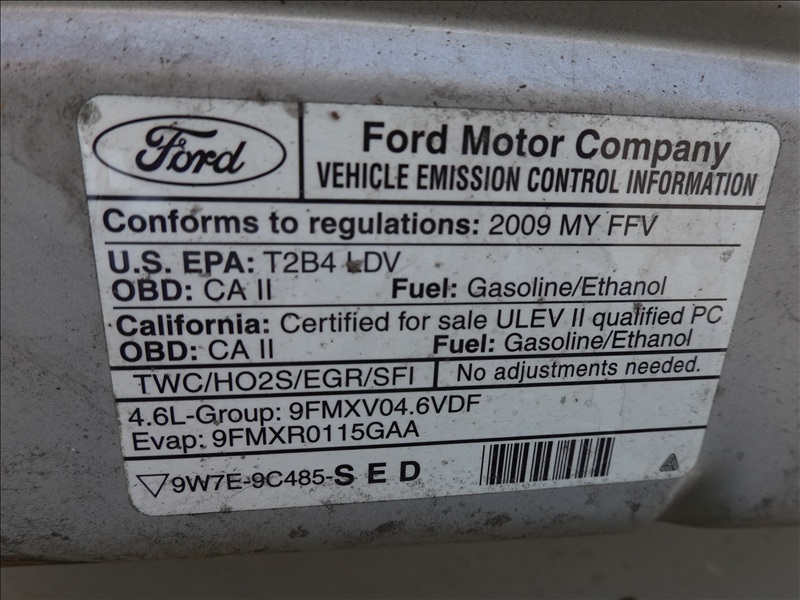 Ford
Ford Motor Company
VEHICLE EMISSION CONTROL INFORMATION
Conforms to regulations: 2009 MY FFV
U.S. EPA: T2B4 LDV
OBD: CA II Fuel: Gasoline/Ethanol
California: Certified for sale ULEV II qualified PC
OBD: CA II Fuel: Gasoline/Ethanol
TWC/HO2S/EGR/SFI No adjustments needed.
4.6L-Group: 9FMXV04.6VDF
Evap: 9FMXR0115GAA
9W7E-9C485-SED